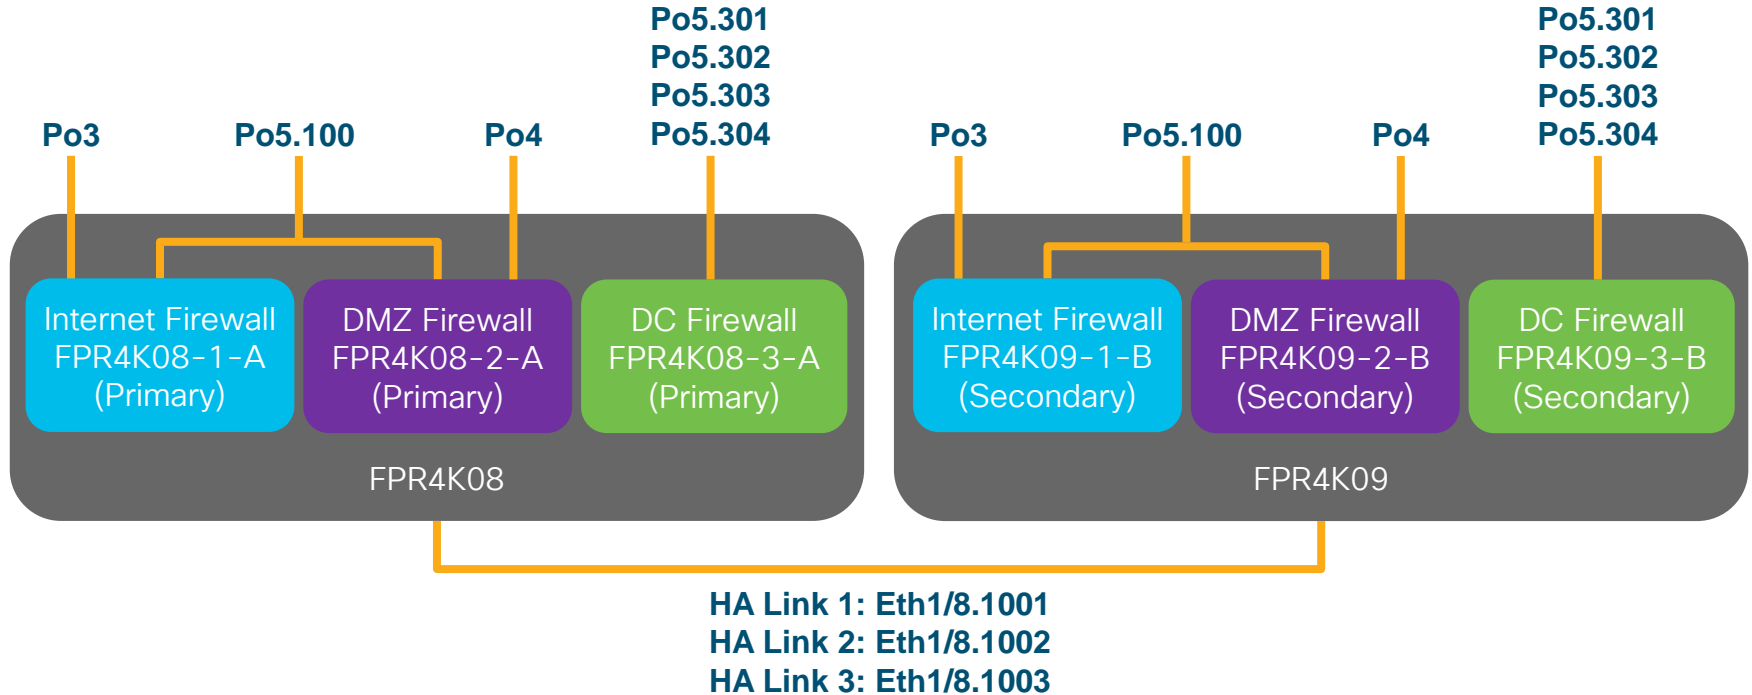 Po5.301
Po5.302
Po5.303
Po5.304
Po3
Po5.100
Po4
Po5.301
Po5.302
Po5.303
Po5.304
Po3
Po5.100
Po4
Internet Firewall
FPR4K08-1-A
(Primary)
DMZ Firewall
FPR4K08-2-A
(Primary)
DC Firewall
FPR4K08-3-A
(Primary)
FPR4K08
Internet Firewall
FPR4K09-1-B
(Secondary)
DMZ Firewall
FPR4K09-2-B
(Secondary)
DC Firewall
FPR4K09-3-B
(Secondary)
FPR4K09
HA Link 1: Eth1/8.1001
HA Link 2: Eth1/8.1002
HA Link 3: Eth1/8.1003